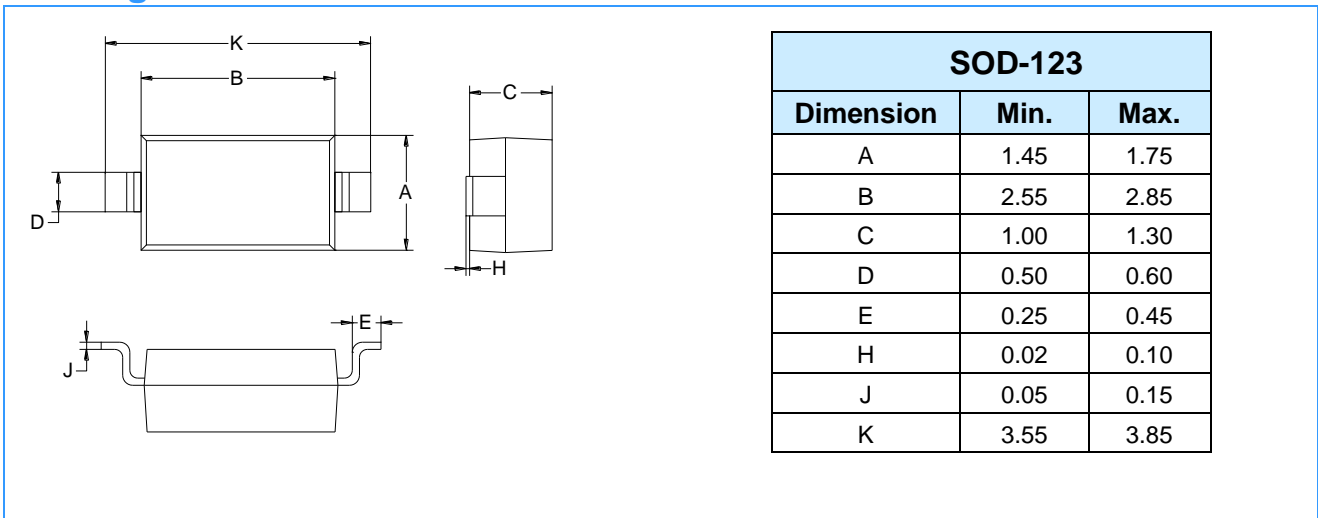 K
B
C
A
D
H
E
J
SOD-123
Dimension Min. Max.
A 1.45 1.75
B 2.55 2.85
C 1.00 1.30
D 0.50 0.60
E 0.25 0.45
H 0.02 0.10
J 0.05 0.15
K 3.55 3.85